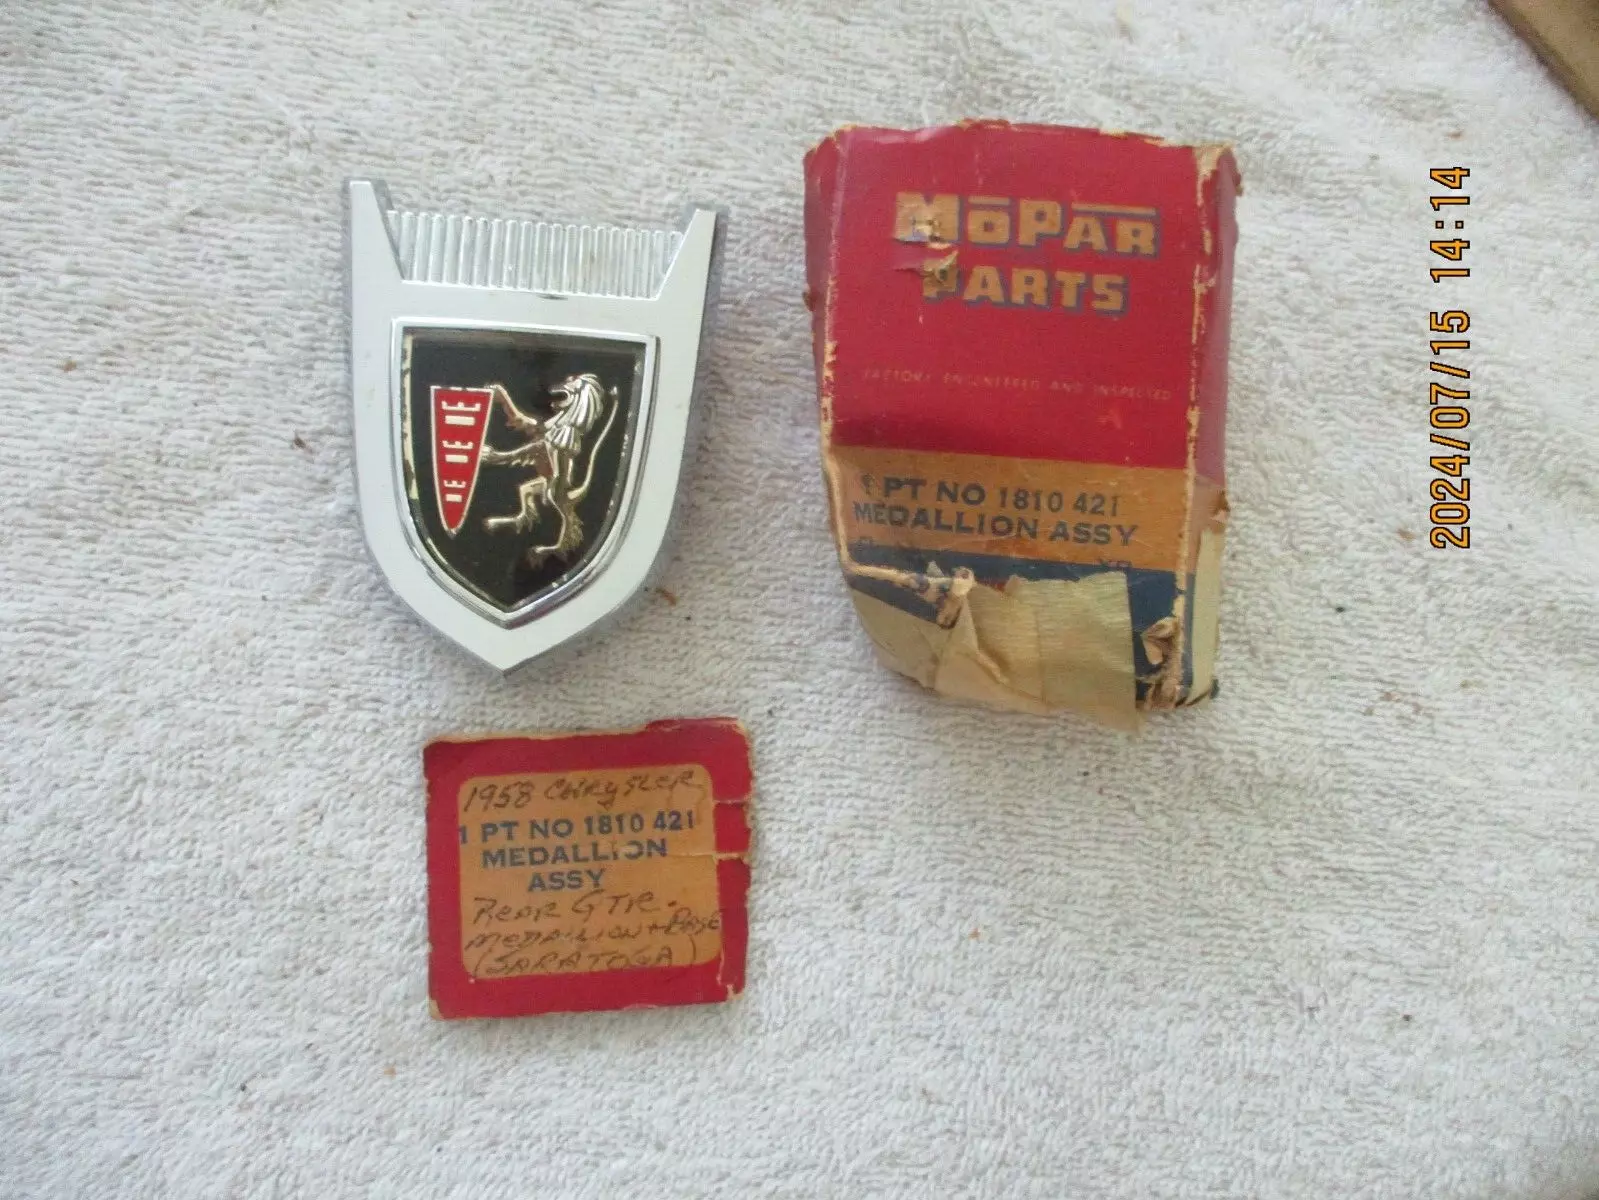 MOPAR
PARTS
FACTORY ENGINEERED AND INSPECTED
1 PT NO 1810 421
MEDALLION ASSY
1958 CHRYSLER
1 PT NO 1810 421
MEDALLION
ASSY
REAR GTR.
MEDALLION + BASE
(SARATOGA)
2024/07/15 14:14